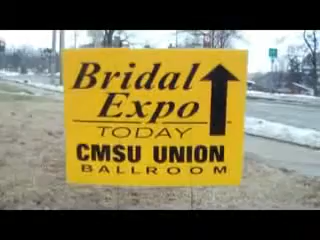 Bridal
Expo
TODAY
CMSU UNION
BALLROOM